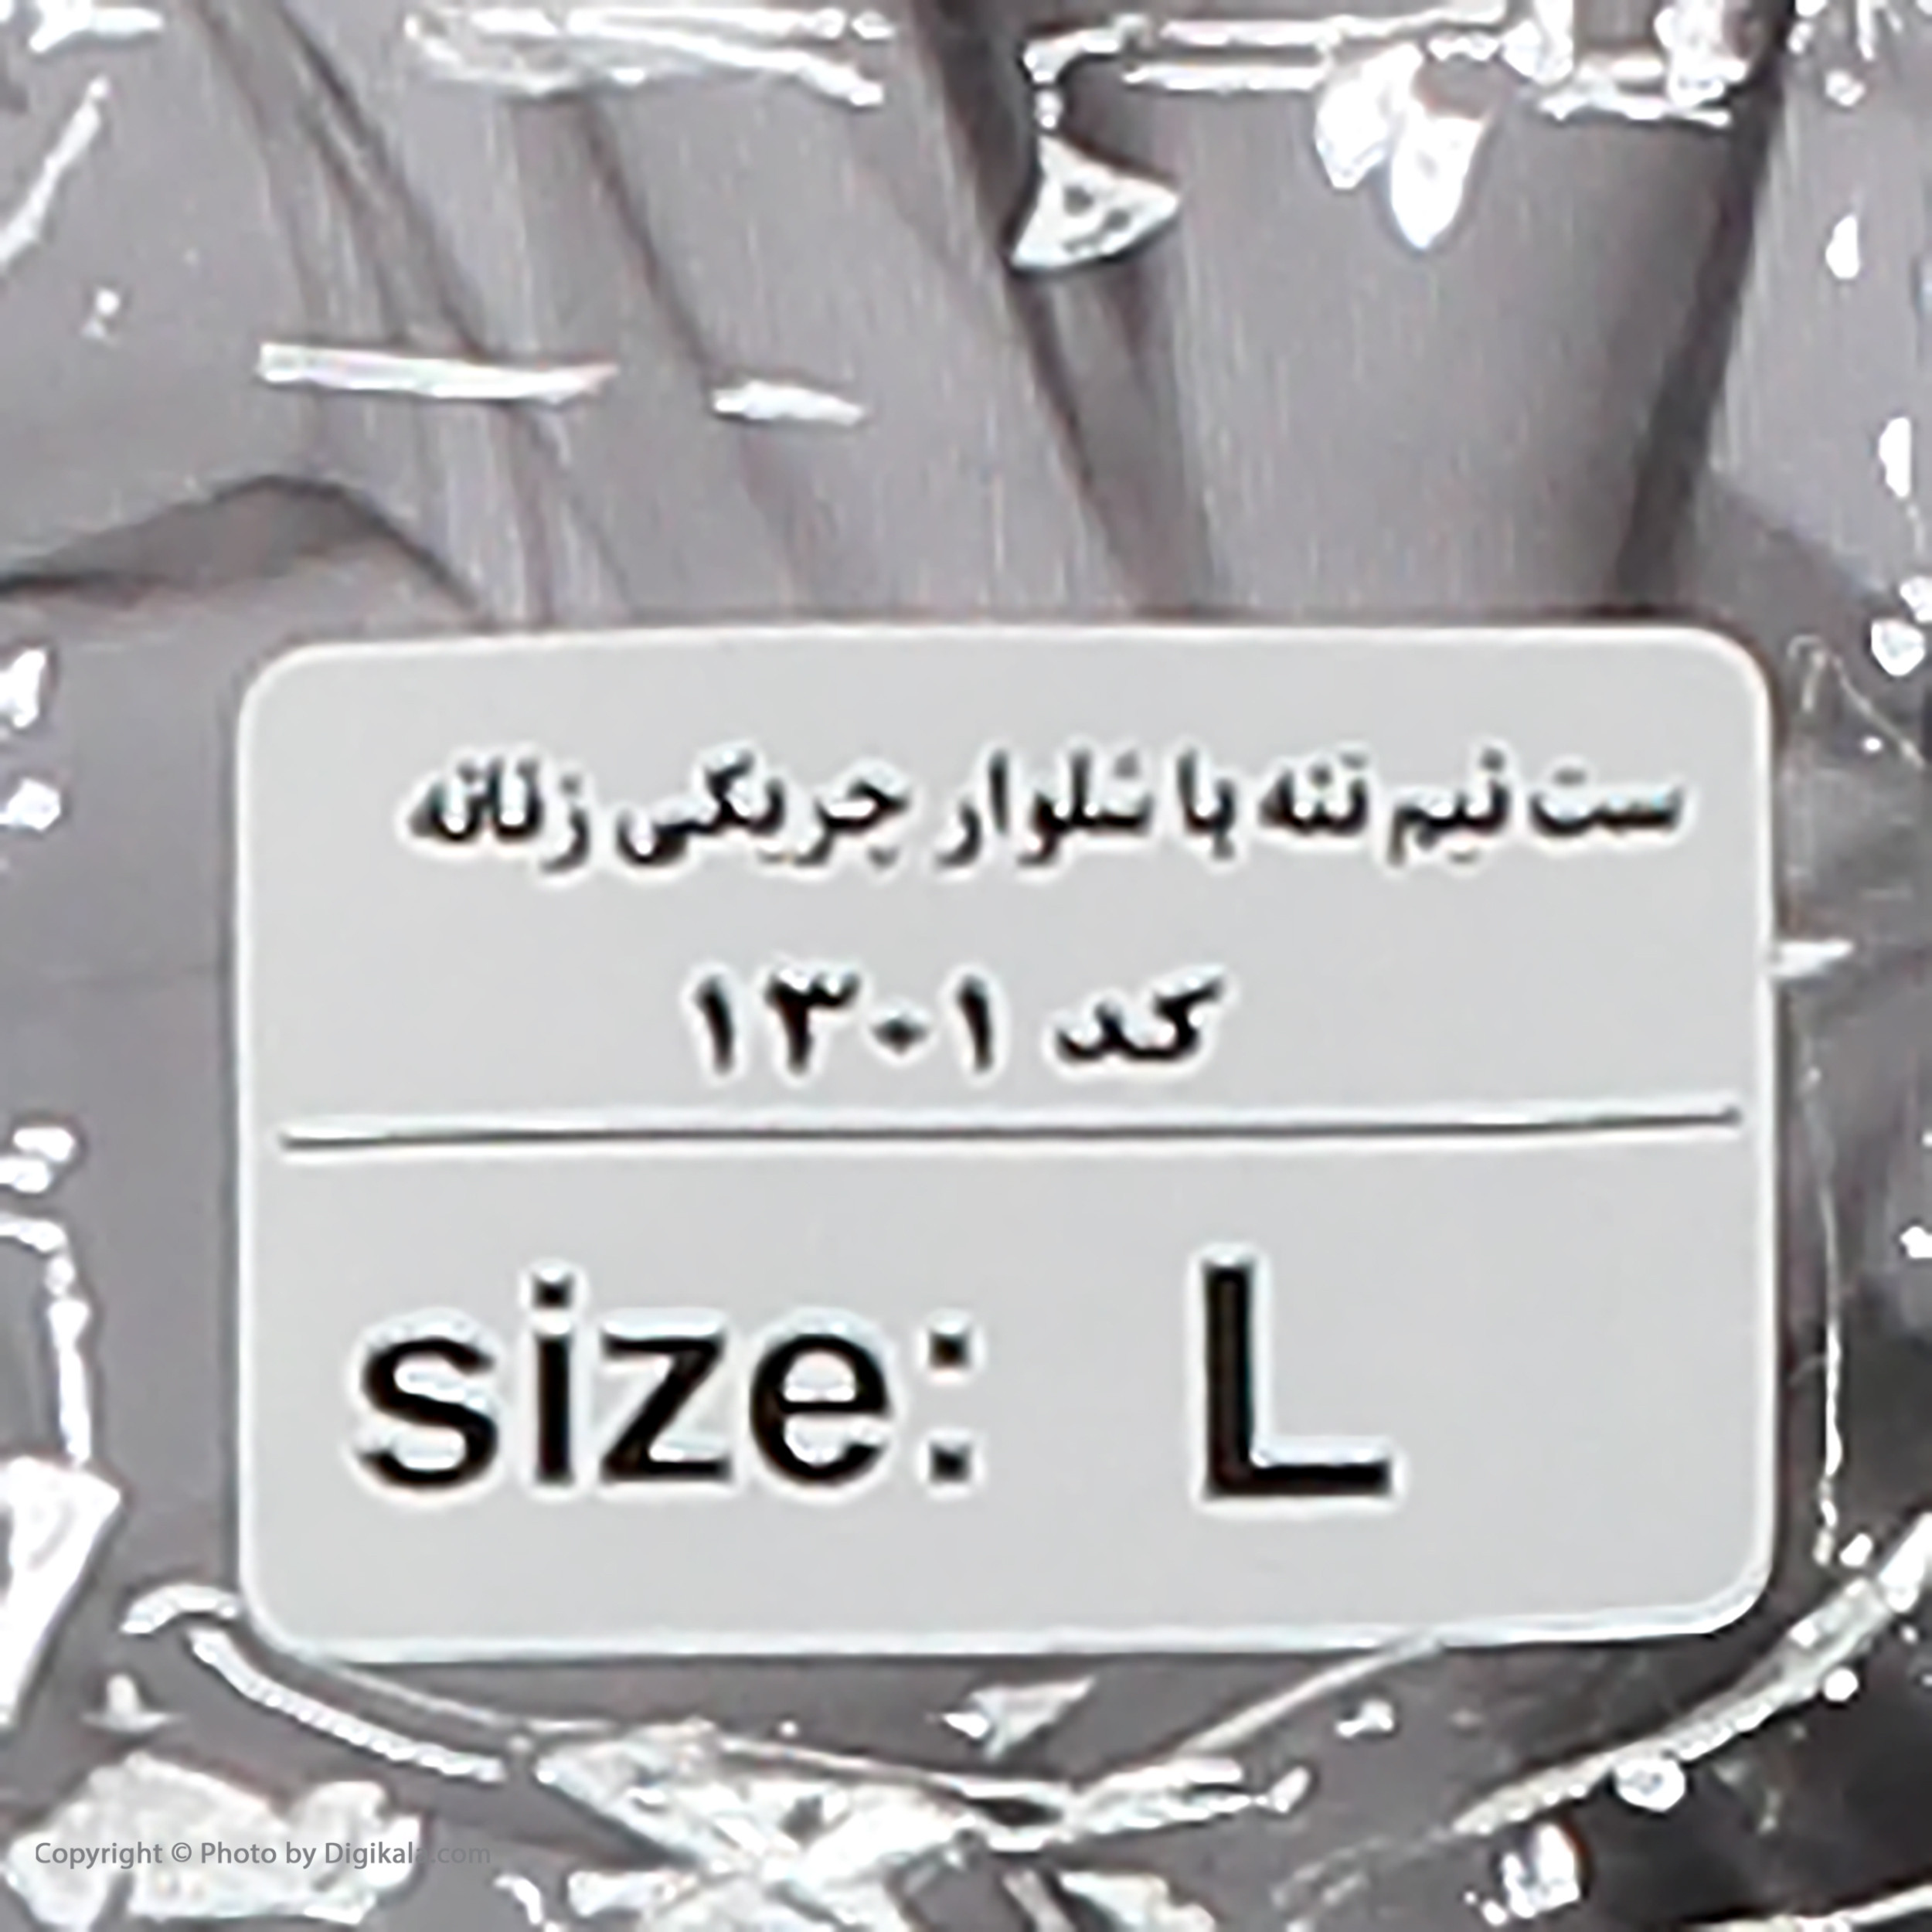 ست نیم تنه با شلوار چریکی زنانه
کد ۱۳۰۱
size: L
Copyright © Photo by Digikala.com